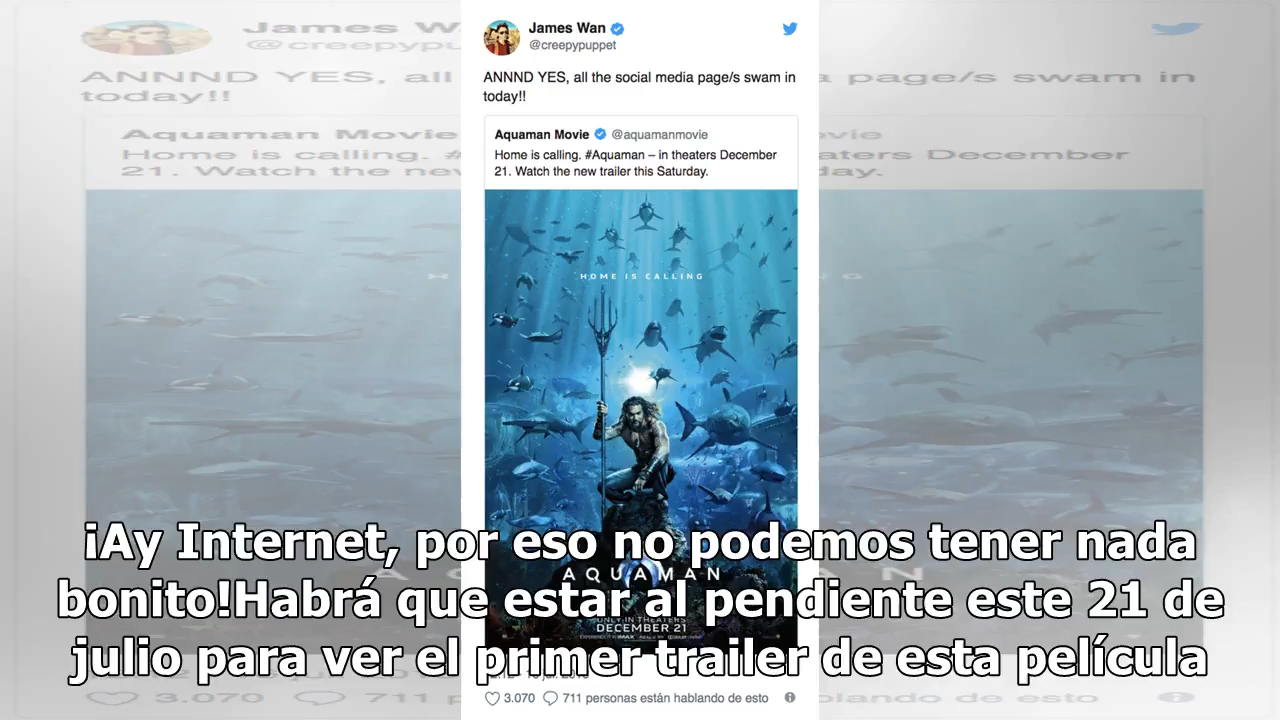 James Wan
@creepypuppet
ANNND YES, all the social media page/s swam in
today!!
Aquaman Movie @aquamanmovie
Home is calling. #Aquaman – in theaters December
21. Watch the new trailer this Saturday.
HOME IS CALLING
AQUAMAN
ONLY IN THEATERS
DECEMBER 21
¡Ay Internet, por eso no podemos tener nada
bonito!Habrá que estar al pendiente este 21 de
julio para ver el primer trailer de esta película
3.070 711 personas están hablando de esto